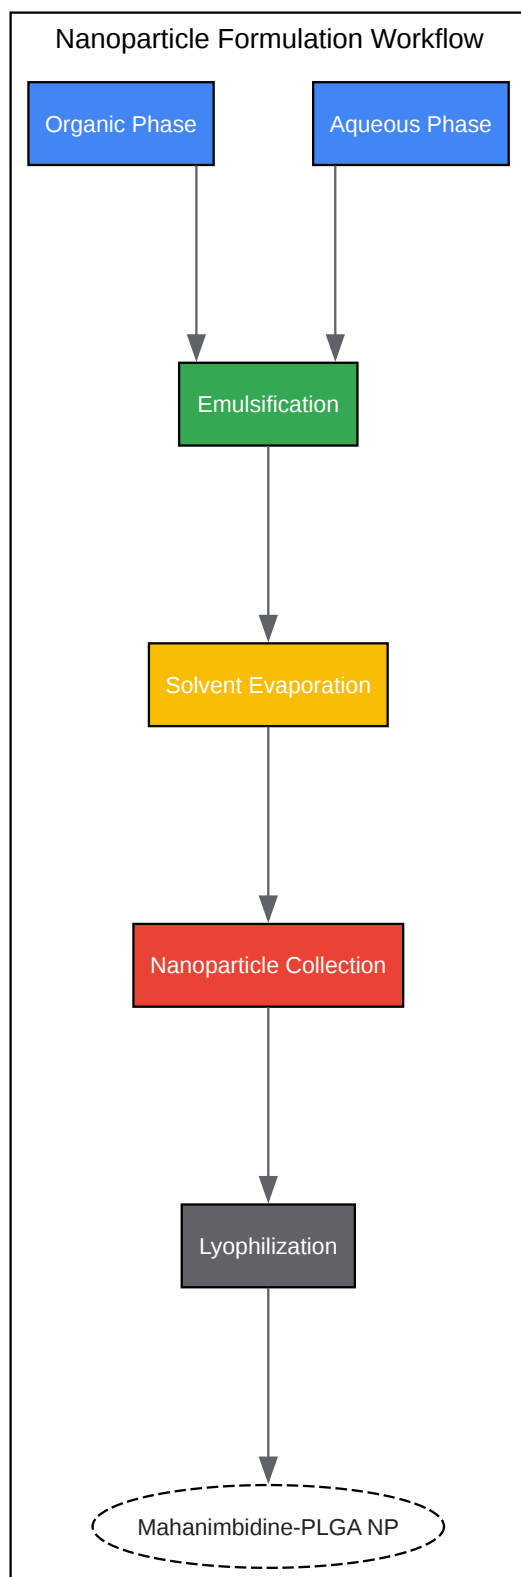 Nanoparticle Formulation Workflow
Organic Phase
Aqueous Phase
Emulsification
Solvent Evaporation
Nanoparticle Collection
Lyophilization
Mahanimbidine-PLGA NP